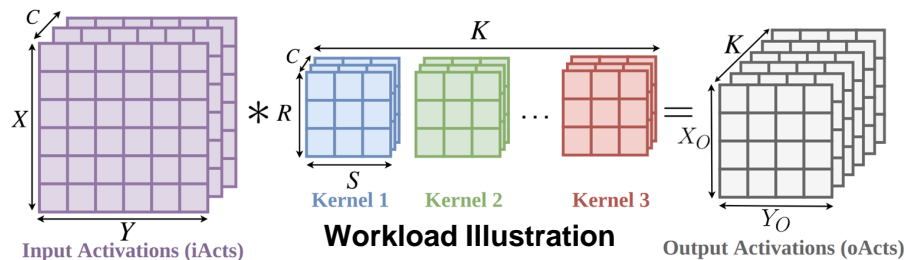 C
X
Y
Input Activations (iActs)
*
K
C
R
S
Kernel 1
Kernel 2
...
Kernel 3
Workload Illustration
=
K
X_O
Y_O
Output Activations (oActs)